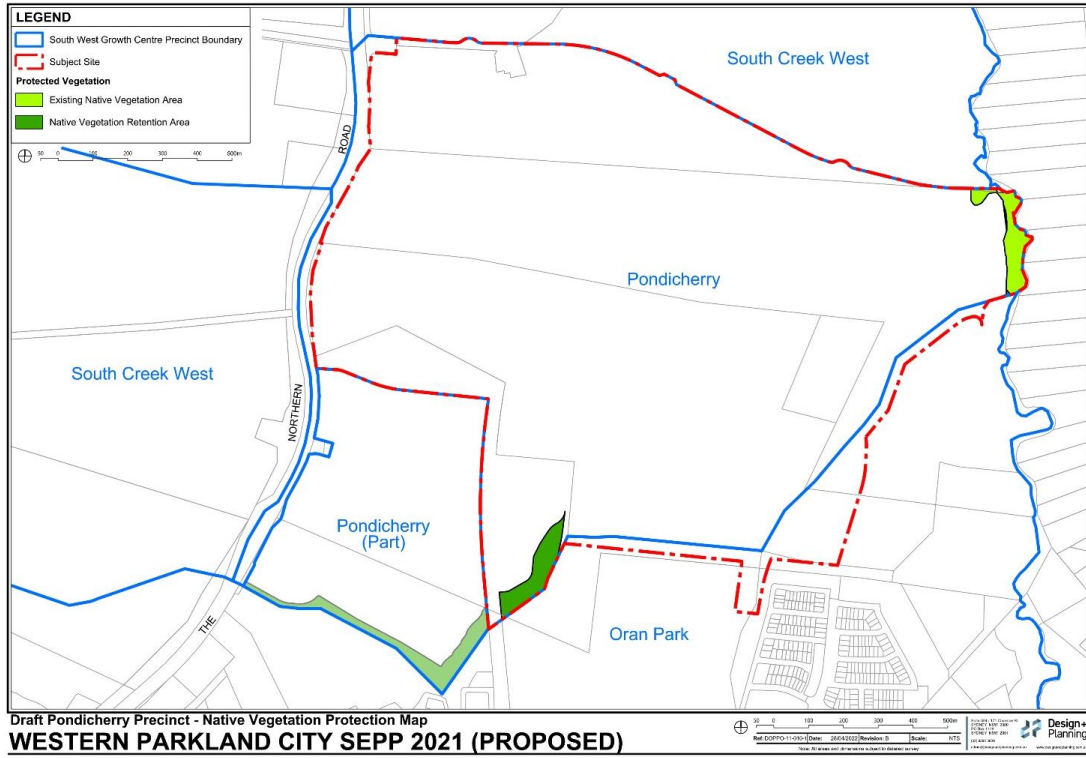 LEGEND
South West Growth Centre Precinct Boundary
Subject Site
Protected Vegetation
Existing Native Vegetation Area
Native Vegetation Retention Area
50 0 100 200 300 400 600m
South Creek West
ROAD
Pondicherry
South Creek West
NORTHERN
Pondicherry
(Part)
THE
Oran Park
Draft Pondicherry Precinct - Native Vegetation Protection Map
WESTERN PARKLAND CITY SEPP 2021 (PROPOSED)
50 0 100 200 300 400 500m
Date: 28/04/2022 Revision: B Scale: NTS
Note: All areas and dimensions subject to detailed survey
Design+
Planning